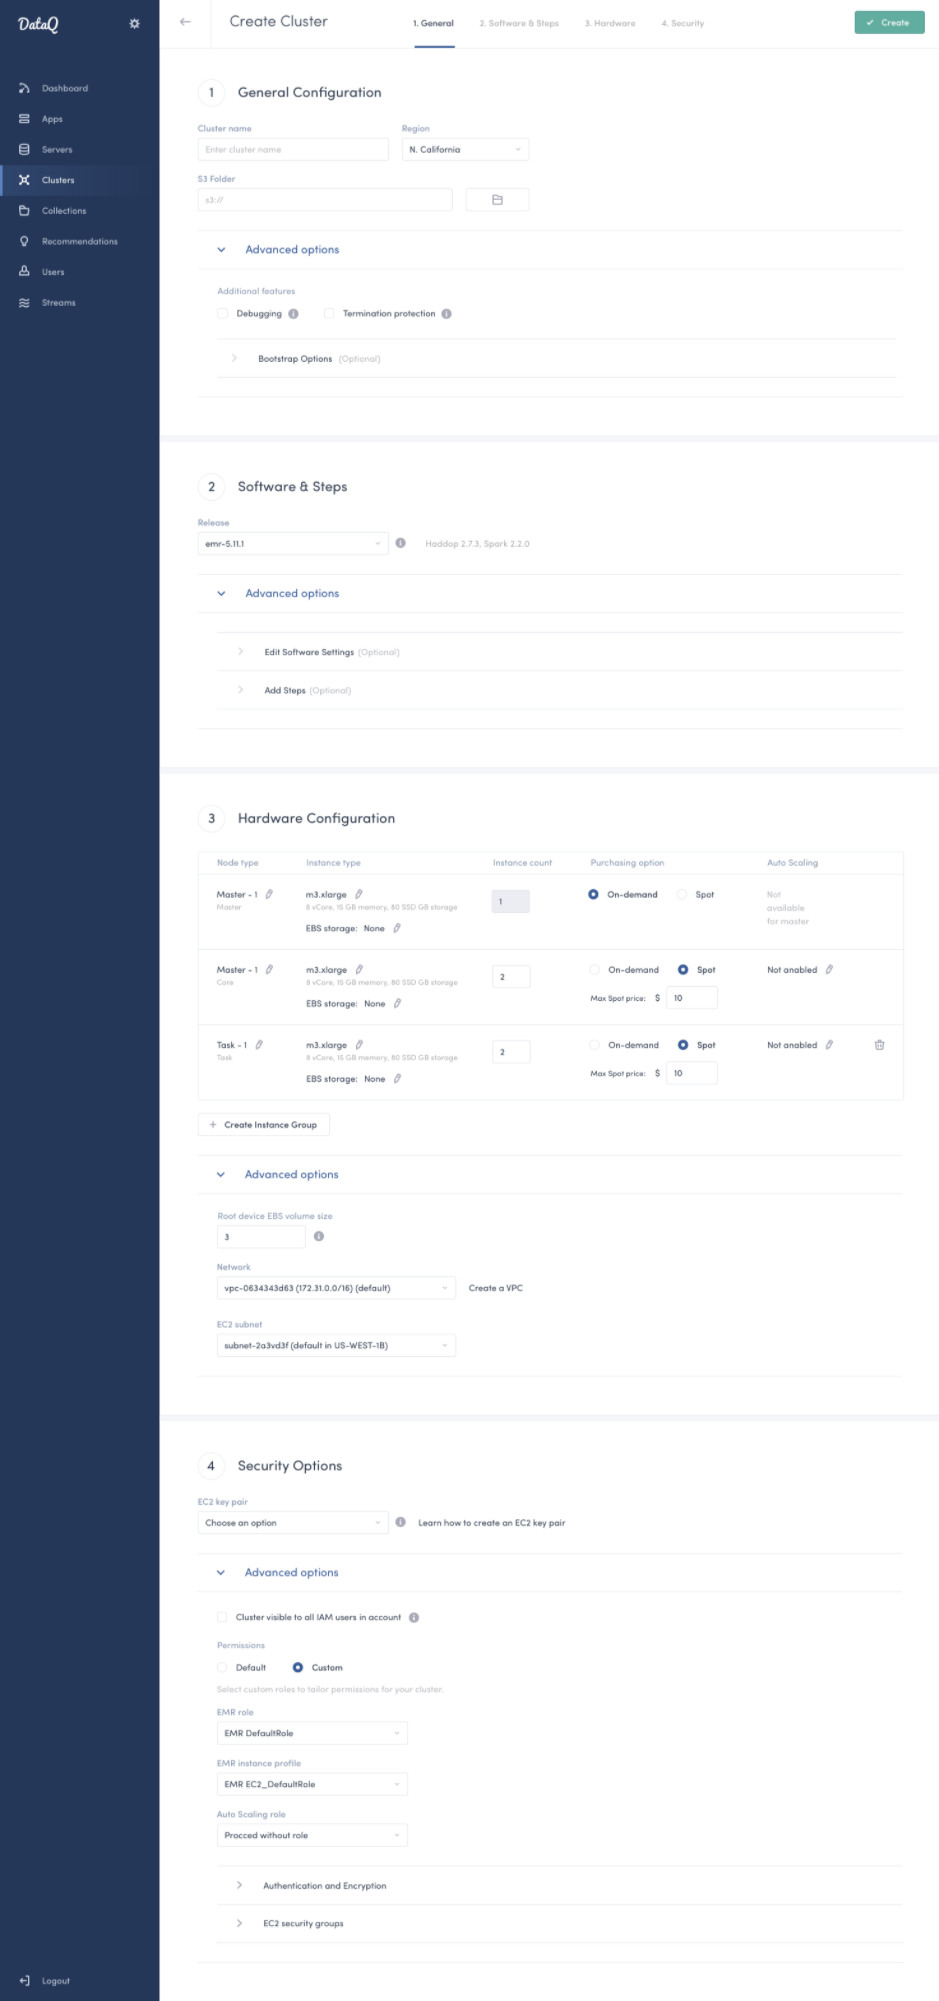 DataQ
Create Cluster
1. General
2. Software & Steps
3. Hardware
4. Security
Create
Dashboard
Apps
Servers
Clusters
Collections
Recommendations
Users
Streams
Logout
1 General Configuration
Cluster name
Region
Enter cluster name
N. California
S3 Folder
s3://
Advanced options
Additional features
Debugging
Termination protection
Bootstrap Options (Optional)
2 Software & Steps
Release
emr-5.11.1
Haddop 2.7.3, Spark 2.2.0
Advanced options
Edit Software Settings (Optional)
Add Steps (Optional)
3 Hardware Configuration
Node type Instance type Instance count Purchasing option Auto Scaling
Master - 1 m3.xlarge 1 On-demand Spot Not
Master 8 vCore, 15 GB memory, 80 SSD GB storage available
for master
EBS storage: None
Master - 1 m3.xlarge 2 On-demand Spot Not anabled
Core 8 vCore, 15 GB memory, 80 SSD GB storage
EBS storage: None Max Spot price: $ 10
Task - 1 m3.xlarge 2 On-demand Spot Not anabled
Task 8 vCore, 15 GB memory, 80 SSD GB storage
EBS storage: None Max Spot price: $ 10
+ Create Instance Group
Advanced options
Root device EBS volume size
3
Network
vpc-0634343d63 (172.31.0.0/16) (default) Create a VPC
EC2 subnet
subnet-2a3vd3f (default in US-WEST-1B)
4 Security Options
EC2 key pair
Choose an option
Learn how to create an EC2 key pair
Advanced options
Cluster visible to all IAM users in account
Permissions
Default Custom
Select custom roles to tailor permissions for your cluster.
EMR role
EMR DefaultRole
EMR instance profile
EMR EC2_DefaultRole
Auto Scaling role
Procced without role
Authentication and Encryption
EC2 security groups